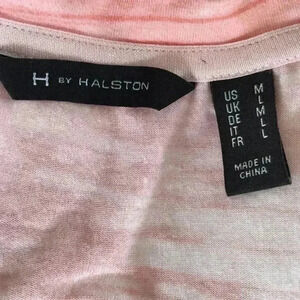 H BY HALSTON
US M
UK L
DE M
IT L
FR L
MADE IN
CHINA